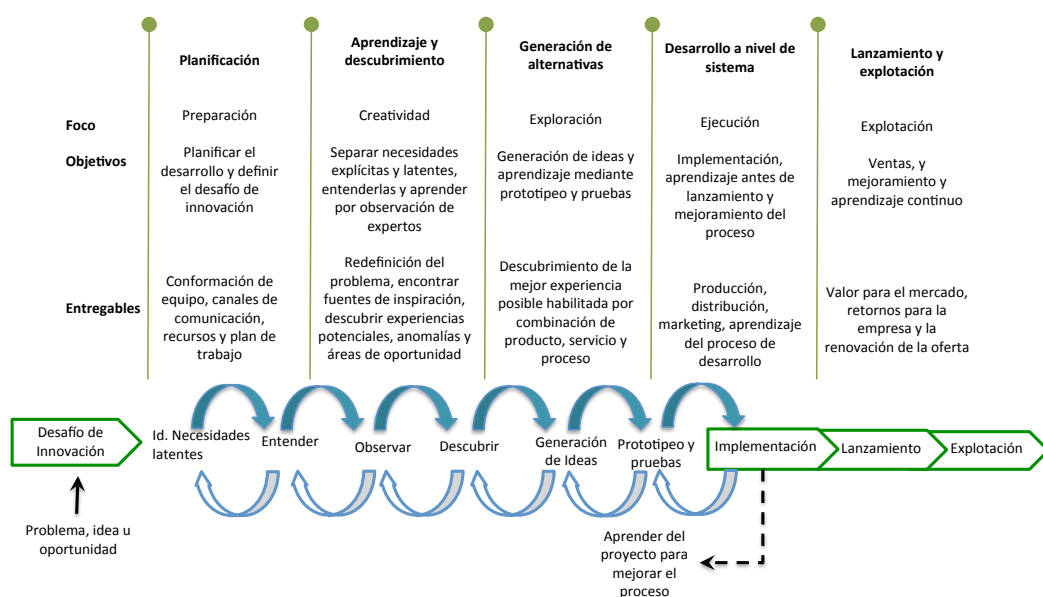 Planificación
Aprendizaje y
descubrimiento
Generación de
alternativas
Desarrollo a nivel de
sistema
Lanzamiento y
explotación
Foco
Preparación
Creatividad
Exploración
Ejecución
Explotación
Objetivos
Planificar el
desarrollo y definir
el desafío de
innovación
Separar necesidades
explícitas y latentes,
entenderlas y aprender
por observación de
expertos
Generación de ideas y
aprendizaje mediante
prototipeo y pruebas
Implementación,
aprendizaje antes de
lanzamiento y
mejoramiento del
proceso
Ventas, y
mejoramiento y
aprendizaje continuo
Entregables
Conformación de
equipo, canales de
comunicación,
recursos y plan de
trabajo
Redefinición del
problema, encontrar
fuentes de inspiración,
descubrir experiencias
potenciales, anomalías y
áreas de oportunidad
Descubrimiento de la
mejor experiencia
posible habilitada por
combinación de
producto, servicio y
proceso
Producción,
distribución,
marketing, aprendizaje
del proceso de
desarrollo
Valor para el mercado,
retornos para la
empresa y la
renovación de la oferta
Desafío de
Innovación
Id. Necesidades
latentes
Entender
Observar
Descubrir
Generación
de Ideas
Prototipeo y
pruebas
Implementación
Lanzamiento
Explotación
Problema, idea u
oportunidad
Aprender del
proyecto para
mejorar el
proceso